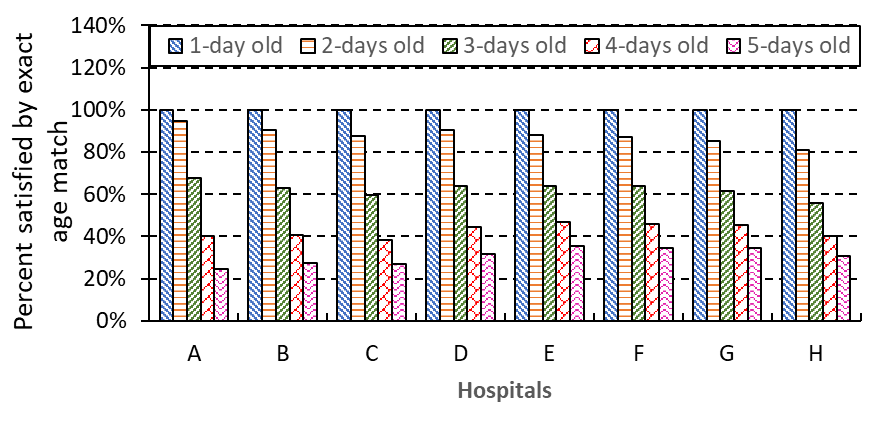 140%
1-day old 2-days old 3-days old 4-days old 5-days old
120%
100%
80%
60%
40%
20%
0%
Percent satisfied by exact
age match
A B C D E F G H
Hospitals